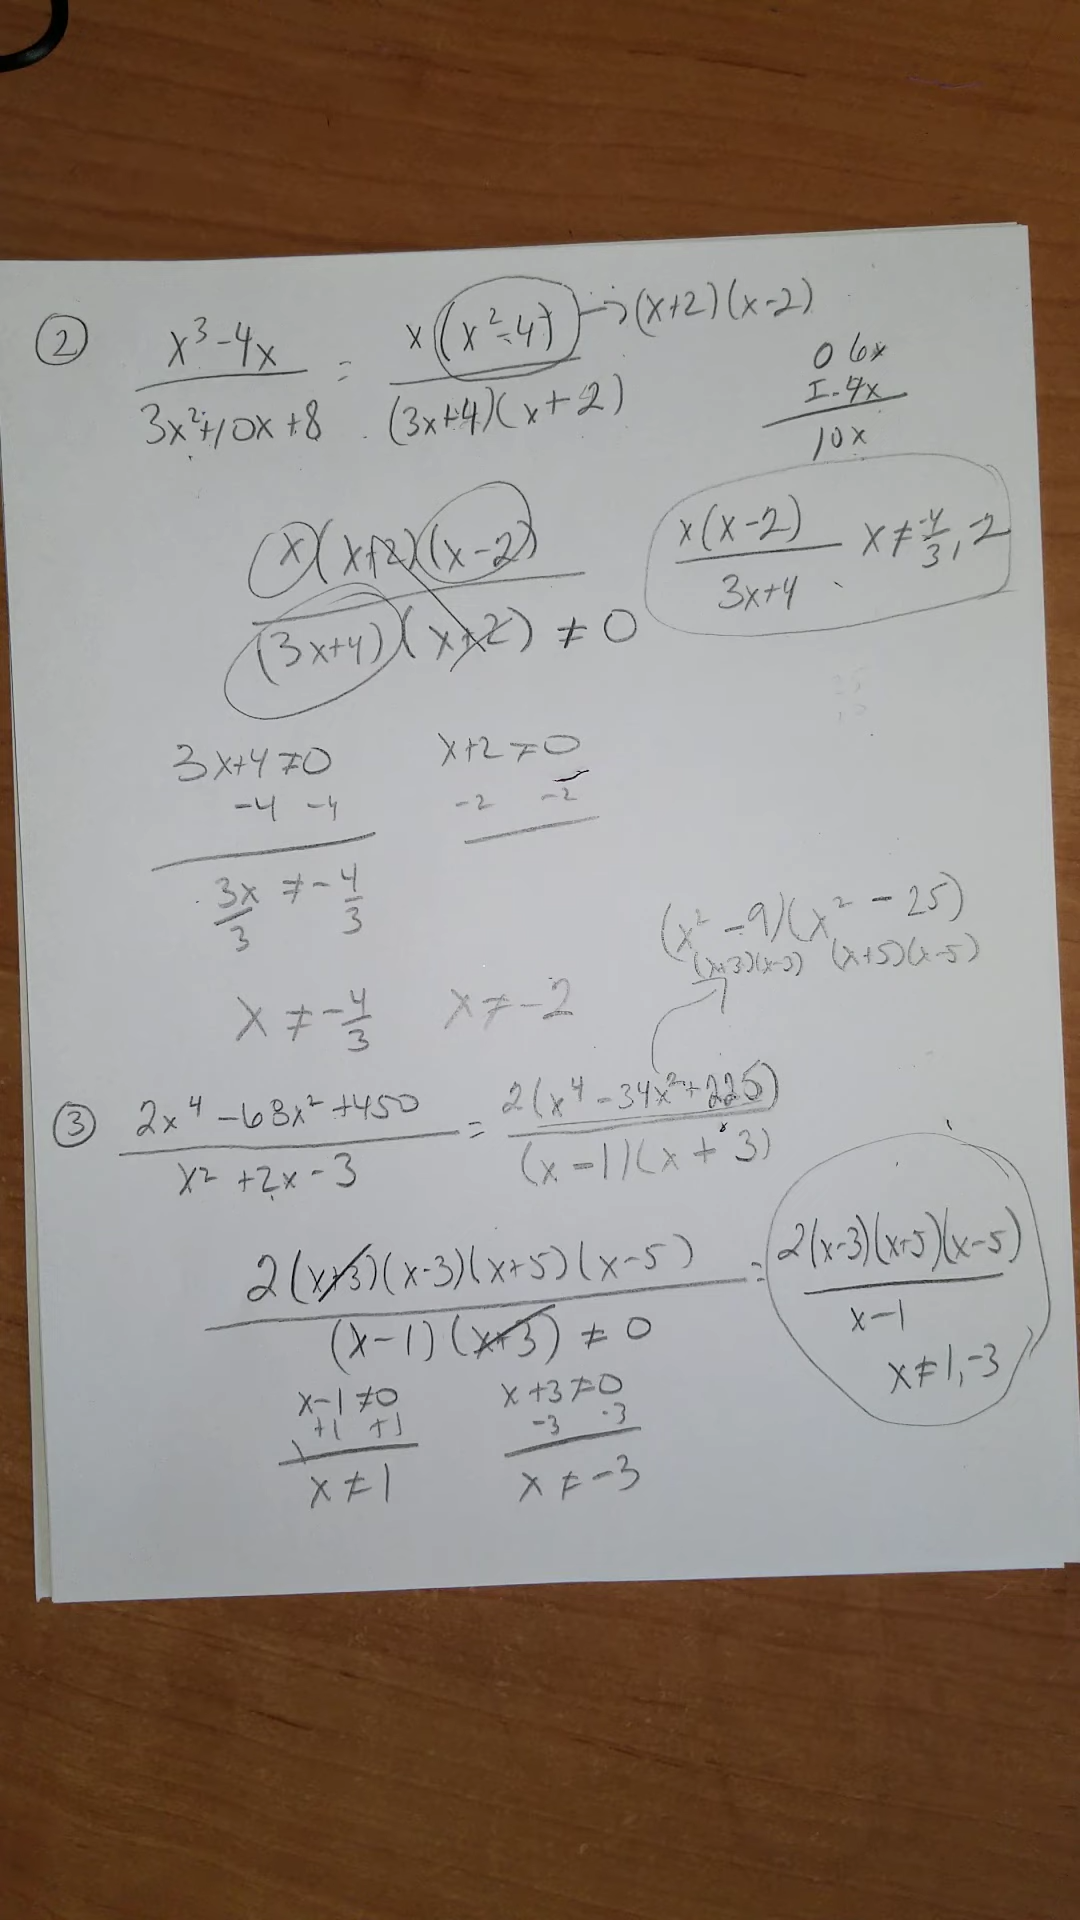 ② (x³-4x)/(3x²+10x+8) = x(x²-4)/((3x+4)(x+2)) → (x+2)(x-2)
O 6x
I. 4x
10x
x(x+2)(x-2)/((3x+4)(x+2)) ≠ 0
x(x-2)/(3x+4) x ≠ -4/3, -2
3x+4 ≠ 0 x+2 ≠ 0
-4 -4 -2 -2
3x/3 ≠ -4/3
x ≠ -4/3 x ≠ -2
(x² - 9)(x² - 25)
(x+3)(x-3) (x+5)(x-5)
③ (2x⁴ - 68x² + 450)/(x² + 2x - 3) = 2(x⁴ - 34x² + 225)/((x-1)(x+3))
2(x+3)(x-3)(x+5)(x-5)/((x-1)(x+3)) ≠ 0 = 2(x-3)(x+5)(x-5)/(x-1)
x ≠ 1, -3
x-1 ≠ 0 x+3 ≠ 0
+1 +1 -3 -3
x ≠ 1 x ≠ -3